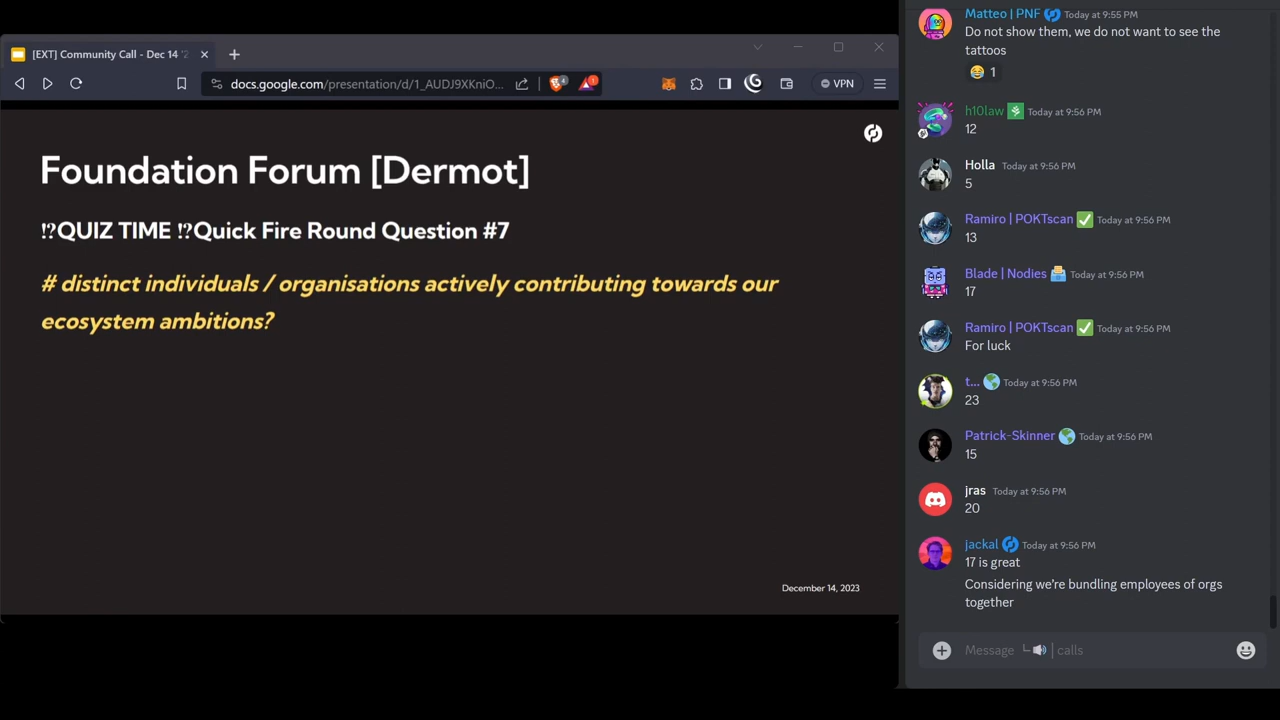 [EXT] Community Call - Dec 14 '2
docs.google.com/presentation/d/1_AUDJ9XKniO...
4
1
VPN
Foundation Forum [Dermot]
⁉QUIZ TIME ⁉Quick Fire Round Question #7
# distinct individuals / organisations actively contributing towards our
ecosystem ambitions?
December 14, 2023
Matteo | PNF Today at 9:55 PM
Do not show them, we do not want to see the
tattoos
😂 1
h10law Today at 9:56 PM
12
Holla Today at 9:56 PM
5
Ramiro | POKTscan ✅ Today at 9:56 PM
13
Blade | Nodies Today at 9:56 PM
17
Ramiro | POKTscan ✅ Today at 9:56 PM
For luck
t... Today at 9:56 PM
23
Patrick-Skinner Today at 9:56 PM
15
jras Today at 9:56 PM
20
jackal Today at 9:56 PM
17 is great
Considering we're bundling employees of orgs
together
Message └🔊 | calls